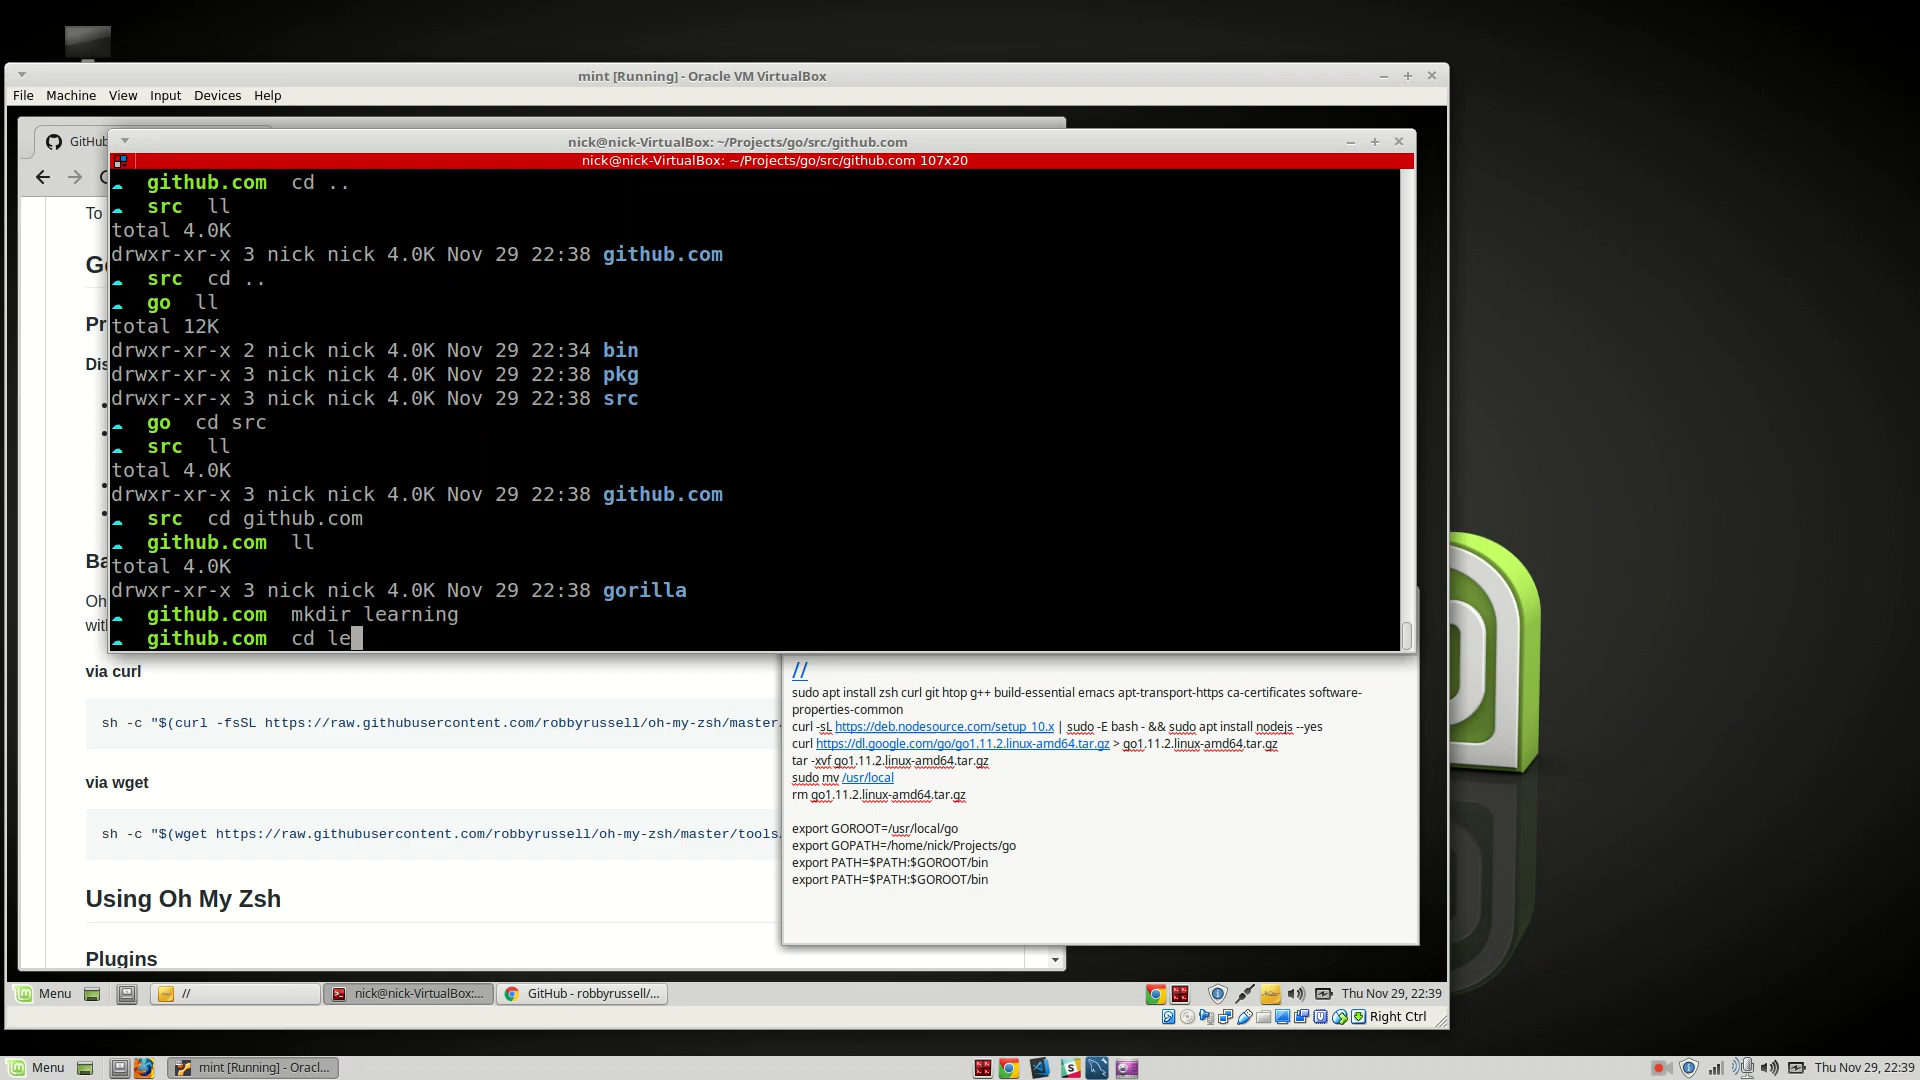 mint [Running] - Oracle VM VirtualBox
File Machine View Input Devices Help
GitHub
nick@nick-VirtualBox: ~/Projects/go/src/github.com
nick@nick-VirtualBox: ~/Projects/go/src/github.com 107x20
github.com cd ..
src ll
total 4.0K
drwxr-xr-x 3 nick nick 4.0K Nov 29 22:38 github.com
src cd ..
go ll
total 12K
drwxr-xr-x 2 nick nick 4.0K Nov 29 22:34 bin
drwxr-xr-x 3 nick nick 4.0K Nov 29 22:38 pkg
drwxr-xr-x 3 nick nick 4.0K Nov 29 22:38 src
go cd src
src ll
total 4.0K
drwxr-xr-x 3 nick nick 4.0K Nov 29 22:38 github.com
src cd github.com
github.com ll
total 4.0K
drwxr-xr-x 3 nick nick 4.0K Nov 29 22:38 gorilla
github.com mkdir learning
github.com cd le
To
via curl
sh -c "$(curl -fsSL https://raw.githubusercontent.com/robbyrussell/oh-my-zsh/master/
via wget
sh -c "$(wget https://raw.githubusercontent.com/robbyrussell/oh-my-zsh/master/tools/
Using Oh My Zsh
Plugins
//
sudo apt install zsh curl git htop g++ build-essential emacs apt-transport-https ca-certificates software-
properties-common
curl -sL https://deb.nodesource.com/setup_10.x | sudo -E bash - && sudo apt install nodejs --yes
curl https://dl.google.com/go/go1.11.2.linux-amd64.tar.gz > go1.11.2.linux-amd64.tar.gz
tar -xvf go1.11.2.linux-amd64.tar.gz
sudo mv /usr/local
rm go1.11.2.linux-amd64.tar.gz
export GOROOT=/usr/local/go
export GOPATH=/home/nick/Projects/go
export PATH=$PATH:$GOROOT/bin
export PATH=$PATH:$GOROOT/bin
Menu // nick@nick-VirtualBox:... GitHub - robbyrussell/... Thu Nov 29, 22:39
Right Ctrl
Menu mint [Running] - Oracl... Thu Nov 29, 22:39